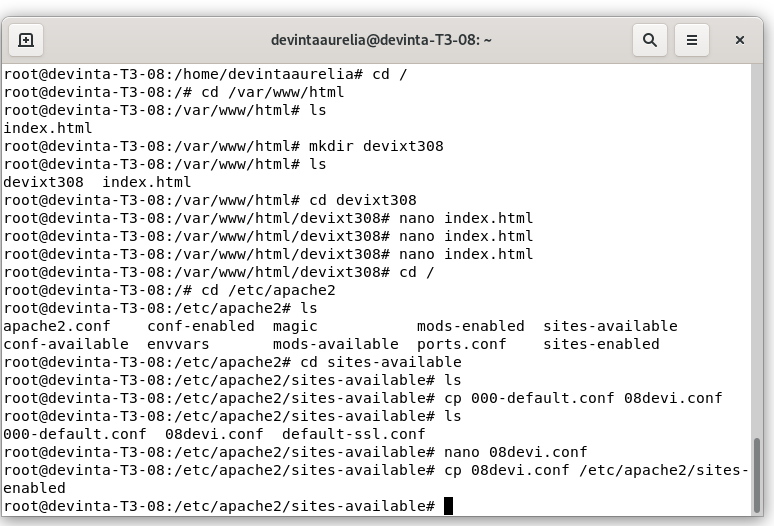 devintaaurelia@devinta-T3-08: ~
root@devinta-T3-08:/home/devintaaurelia# cd /
root@devinta-T3-08:/# cd /var/www/html
root@devinta-T3-08:/var/www/html# ls
index.html
root@devinta-T3-08:/var/www/html# mkdir devixt308
root@devinta-T3-08:/var/www/html# ls
devixt308  index.html
root@devinta-T3-08:/var/www/html# cd devixt308
root@devinta-T3-08:/var/www/html/devixt308# nano index.html
root@devinta-T3-08:/var/www/html/devixt308# nano index.html
root@devinta-T3-08:/var/www/html/devixt308# nano index.html
root@devinta-T3-08:/var/www/html/devixt308# cd /
root@devinta-T3-08:/# cd /etc/apache2
root@devinta-T3-08:/etc/apache2# ls
apache2.conf    conf-enabled  magic           mods-enabled  sites-available
conf-available  envvars       mods-available  ports.conf    sites-enabled
root@devinta-T3-08:/etc/apache2# cd sites-available
root@devinta-T3-08:/etc/apache2/sites-available# ls
root@devinta-T3-08:/etc/apache2/sites-available# cp 000-default.conf 08devi.conf
root@devinta-T3-08:/etc/apache2/sites-available# ls
000-default.conf  08devi.conf  default-ssl.conf
root@devinta-T3-08:/etc/apache2/sites-available# nano 08devi.conf
root@devinta-T3-08:/etc/apache2/sites-available# cp 08devi.conf /etc/apache2/sites-
enabled
root@devinta-T3-08:/etc/apache2/sites-available#